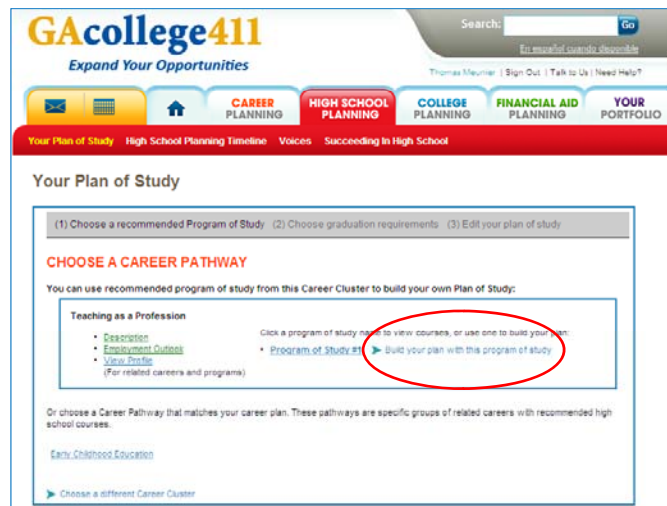 GAcollege411
Expand Your Opportunities
Search:
Go
En español cuando disponible
Thomas Meunier | Sign Out | Talk to Us | Need Help?
CAREER PLANNING
HIGH SCHOOL PLANNING
COLLEGE PLANNING
FINANCIAL AID PLANNING
YOUR PORTFOLIO
Your Plan of Study High School Planning Timeline Voices Succeeding In High School
Your Plan of Study
(1) Choose a recommended Program of Study (2) Choose graduation requirements (3) Edit your plan of study
CHOOSE A CAREER PATHWAY
You can use recommended program of study from this Career Cluster to build your own Plan of Study:
Teaching as a Profession
• Description
• Employment Outlook
• View Profile
(For related careers and programs)
Click a program of study name to view courses, or use one to build your plan:
• Program of Study #1 ➤ Build your plan with this program of study
Or choose a Career Pathway that matches your career plan. These pathways are specific groups of related careers with recommended high
school courses.
Early Childhood Education
➤ Choose a different Career Cluster